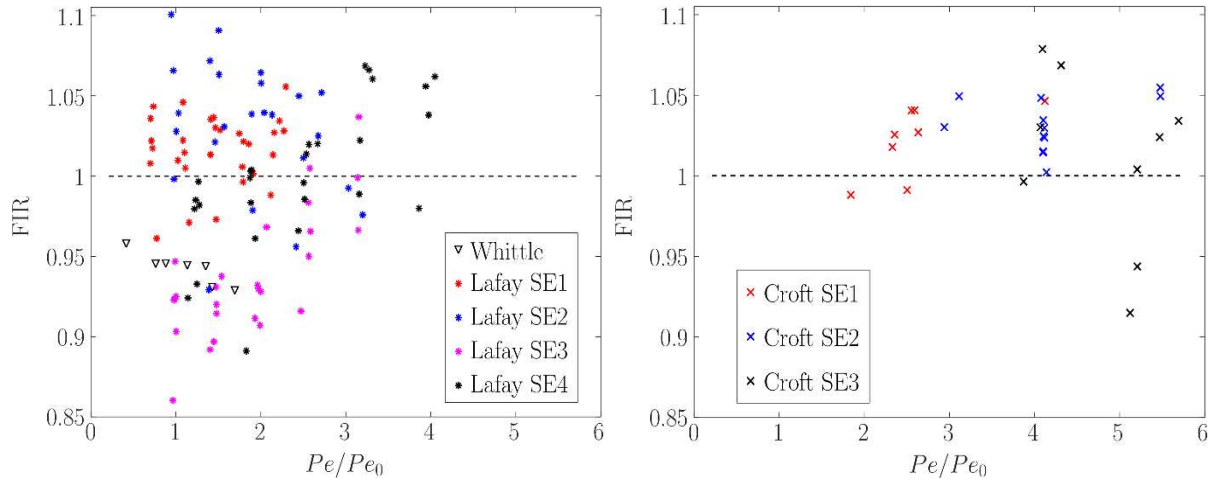 1.1
1.05
1
0.95
0.9
0.85
FIR
0 1 2 3 4 5 6
Pe/Pe₀
Whittle
Lafay SE1
Lafay SE2
Lafay SE3
Lafay SE4
1.1
1.05
1
0.95
0.9
0.85
FIR
0 1 2 3 4 5 6
Pe/Pe₀
Croft SE1
Croft SE2
Croft SE3